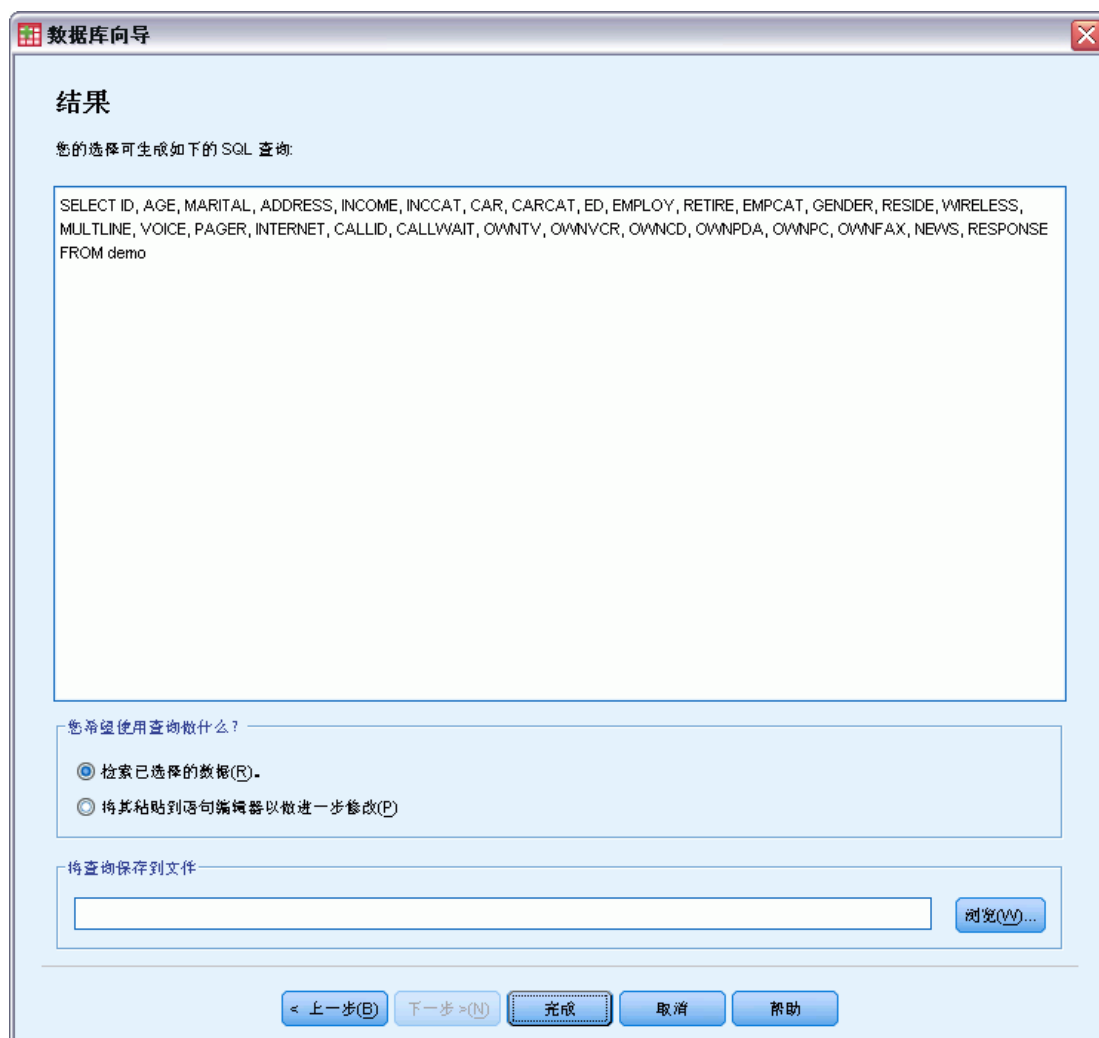 数据库向导
结果
您的选择可生成如下的 SQL 查询:
SELECT ID, AGE, MARITAL, ADDRESS, INCOME, INCCAT, CAR, CARCAT, ED, EMPLOY, RETIRE, EMPCAT, GENDER, RESIDE, WIRELESS,
MULTLINE, VOICE, PAGER, INTERNET, CALLID, CALLWAIT, OWNTV, OWNVCR, OWNCD, OWNPDA, OWNPC, OWNFAX, NEWS, RESPONSE
FROM demo
您希望使用查询做什么?
检索已选择的数据(R)。
将其粘贴到语句编辑器以做进一步修改(P)
将查询保存到文件
浏览(W)...
< 上一步(B) 下一步 >(N) 完成 取消 帮助